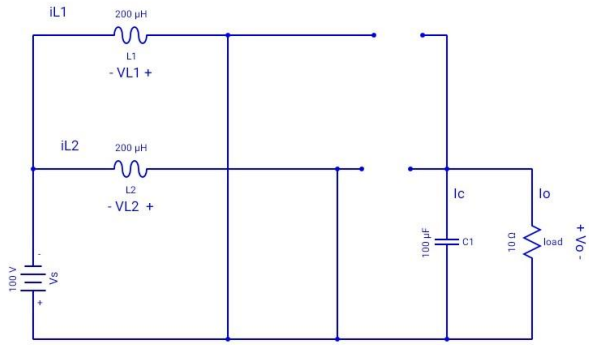 iL1
200 μH
L1
- VL1 +
iL2
200 μH
L2
- VL2 +
Ic
Io
100 V
-
+
Vs
100 μF
C1
10 Ω
load
+ Vo -